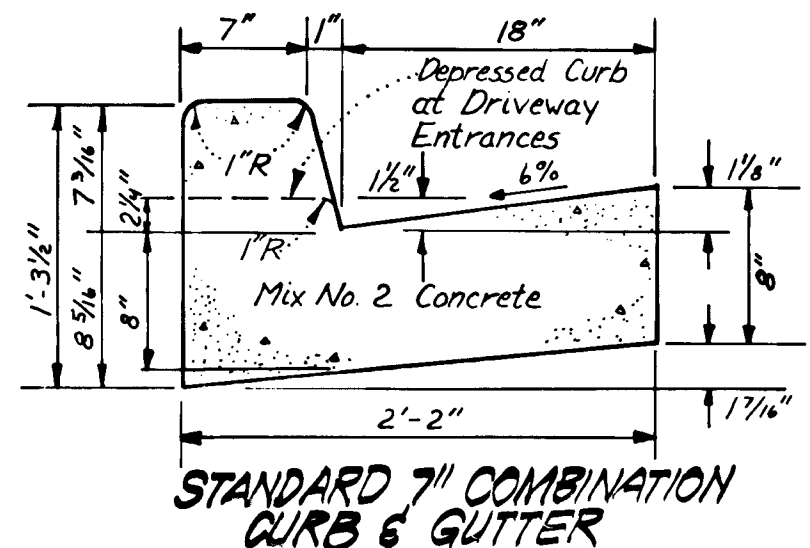 7"
1"
18"
Depressed Curb
at Driveway
Entrances
1"R
1½"
6%
1⅛"
7 3/16"
2¼"
1"R
1'-3½"
8 5/16"
8"
Mix No. 2 Concrete
8"
1 7/16"
2'-2"
STANDARD 7" COMBINATION
CURB & GUTTER